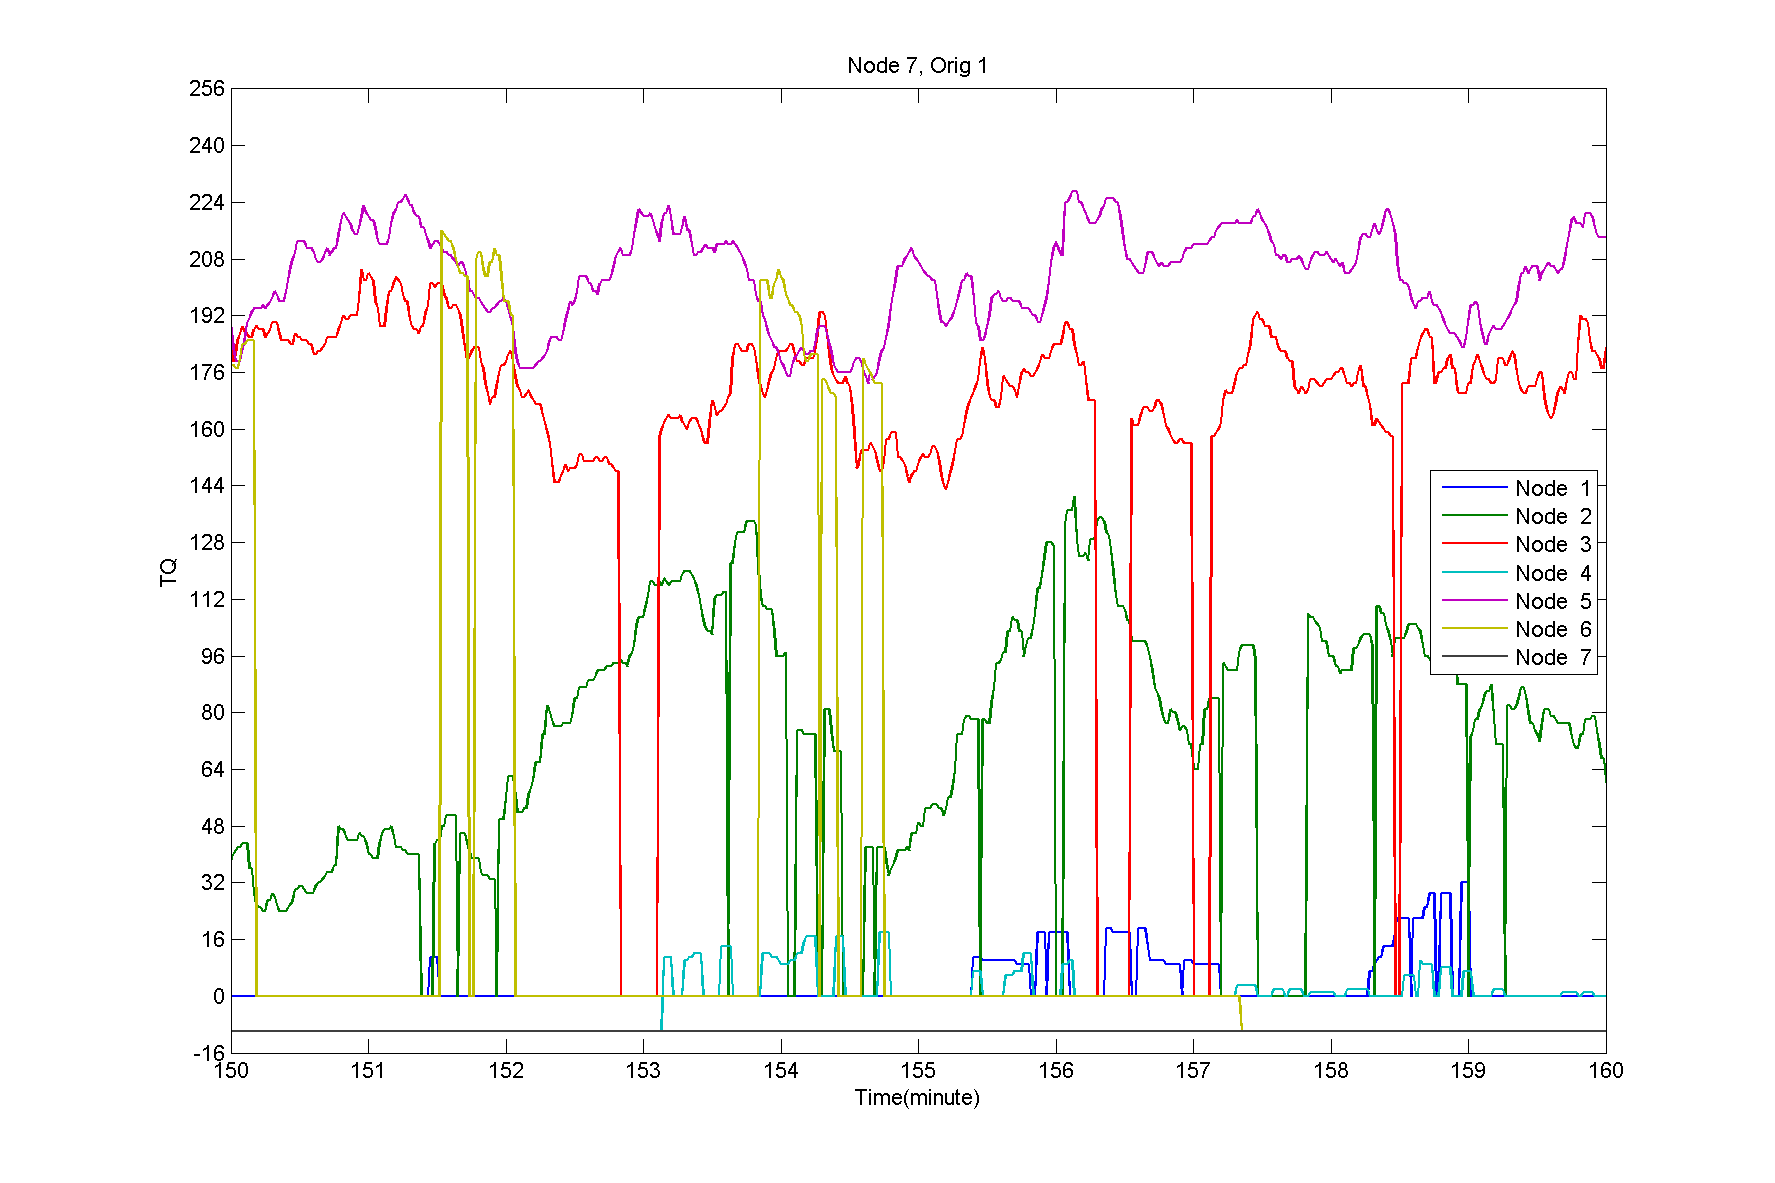 Node 7, Orig 1
256
240
224
208
192
176
160
144
128
112
96
80
64
48
32
16
0
-16
TQ
150 151 152 153 154 155 156 157 158 159 160
Time(minute)
Node 1
Node 2
Node 3
Node 4
Node 5
Node 6
Node 7